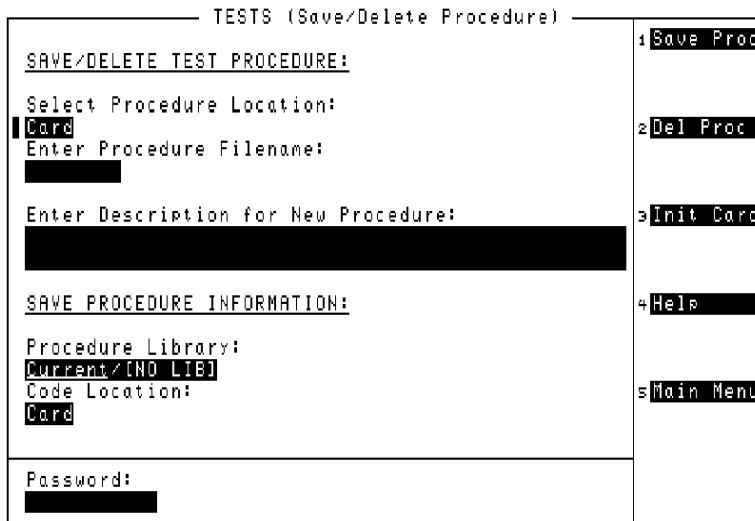 TESTS (Save/Delete Procedure)
SAVE/DELETE TEST PROCEDURE:
Select Procedure Location:
Card
Enter Procedure Filename:
Enter Description for New Procedure:
SAVE PROCEDURE INFORMATION:
Procedure Library:
Current/[NO LIB]
Code Location:
Card
Password:
1 Save Proc
2 Del Proc
3 Init Card
4 Help
5 Main Menu